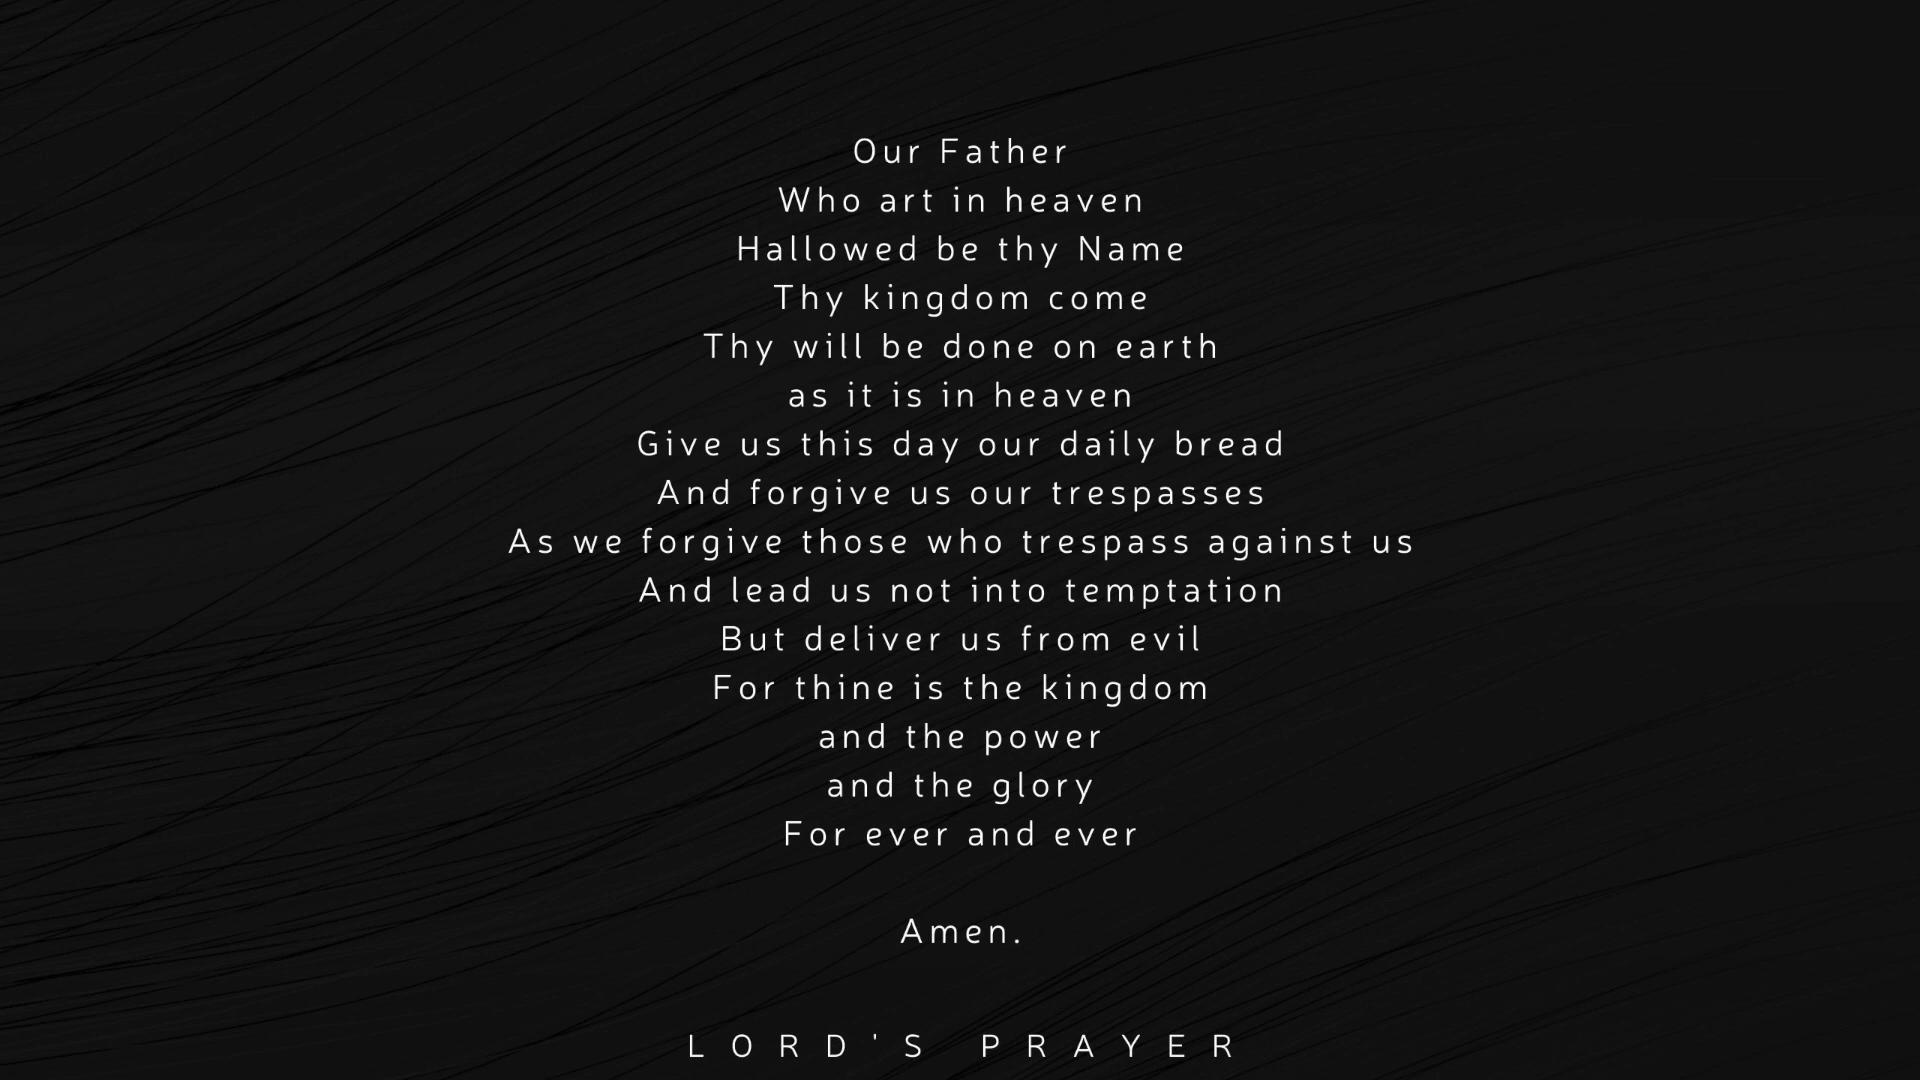 Our Father
Who art in heaven
Hallowed be thy Name
Thy kingdom come
Thy will be done on earth
as it is in heaven
Give us this day our daily bread
And forgive us our trespasses
As we forgive those who trespass against us
And lead us not into temptation
But deliver us from evil
For thine is the kingdom
and the power
and the glory
For ever and ever
Amen.
LORD'S PRAYER